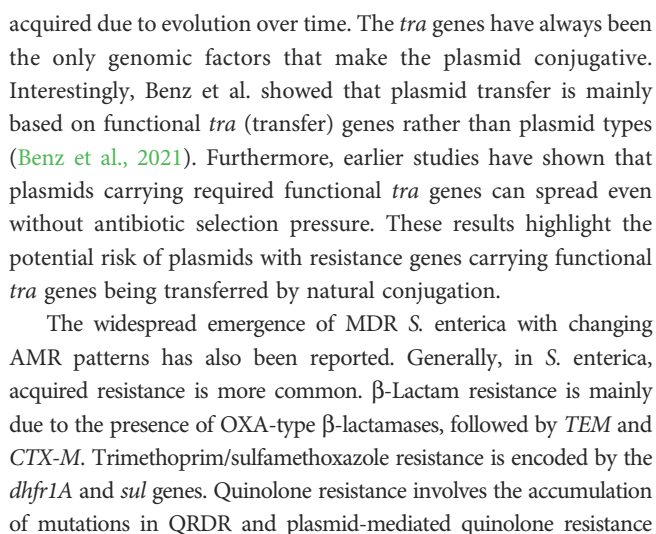 acquired due to evolution over time. The tra genes have always been
the only genomic factors that make the plasmid conjugative.
Interestingly, Benz et al. showed that plasmid transfer is mainly
based on functional tra (transfer) genes rather than plasmid types
(Benz et al., 2021). Furthermore, earlier studies have shown that
plasmids carrying required functional tra genes can spread even
without antibiotic selection pressure. These results highlight the
potential risk of plasmids with resistance genes carrying functional
tra genes being transferred by natural conjugation.
The widespread emergence of MDR S. enterica with changing
AMR patterns has also been reported. Generally, in S. enterica,
acquired resistance is more common. β-Lactam resistance is mainly
due to the presence of OXA-type β-lactamases, followed by TEM and
CTX-M. Trimethoprim/sulfamethoxazole resistance is encoded by the
dhfr1A and sul genes. Quinolone resistance involves the accumulation
of mutations in QRDR and plasmid-mediated quinolone resistance